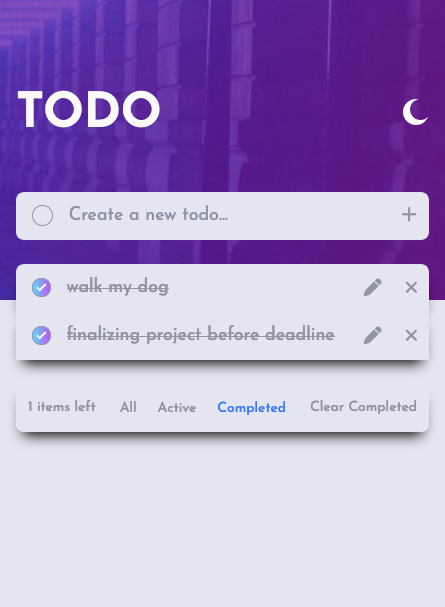 TODO
Create a new todo...
walk my dog
finalizing project before deadline
1 items left All Active Completed Clear Completed